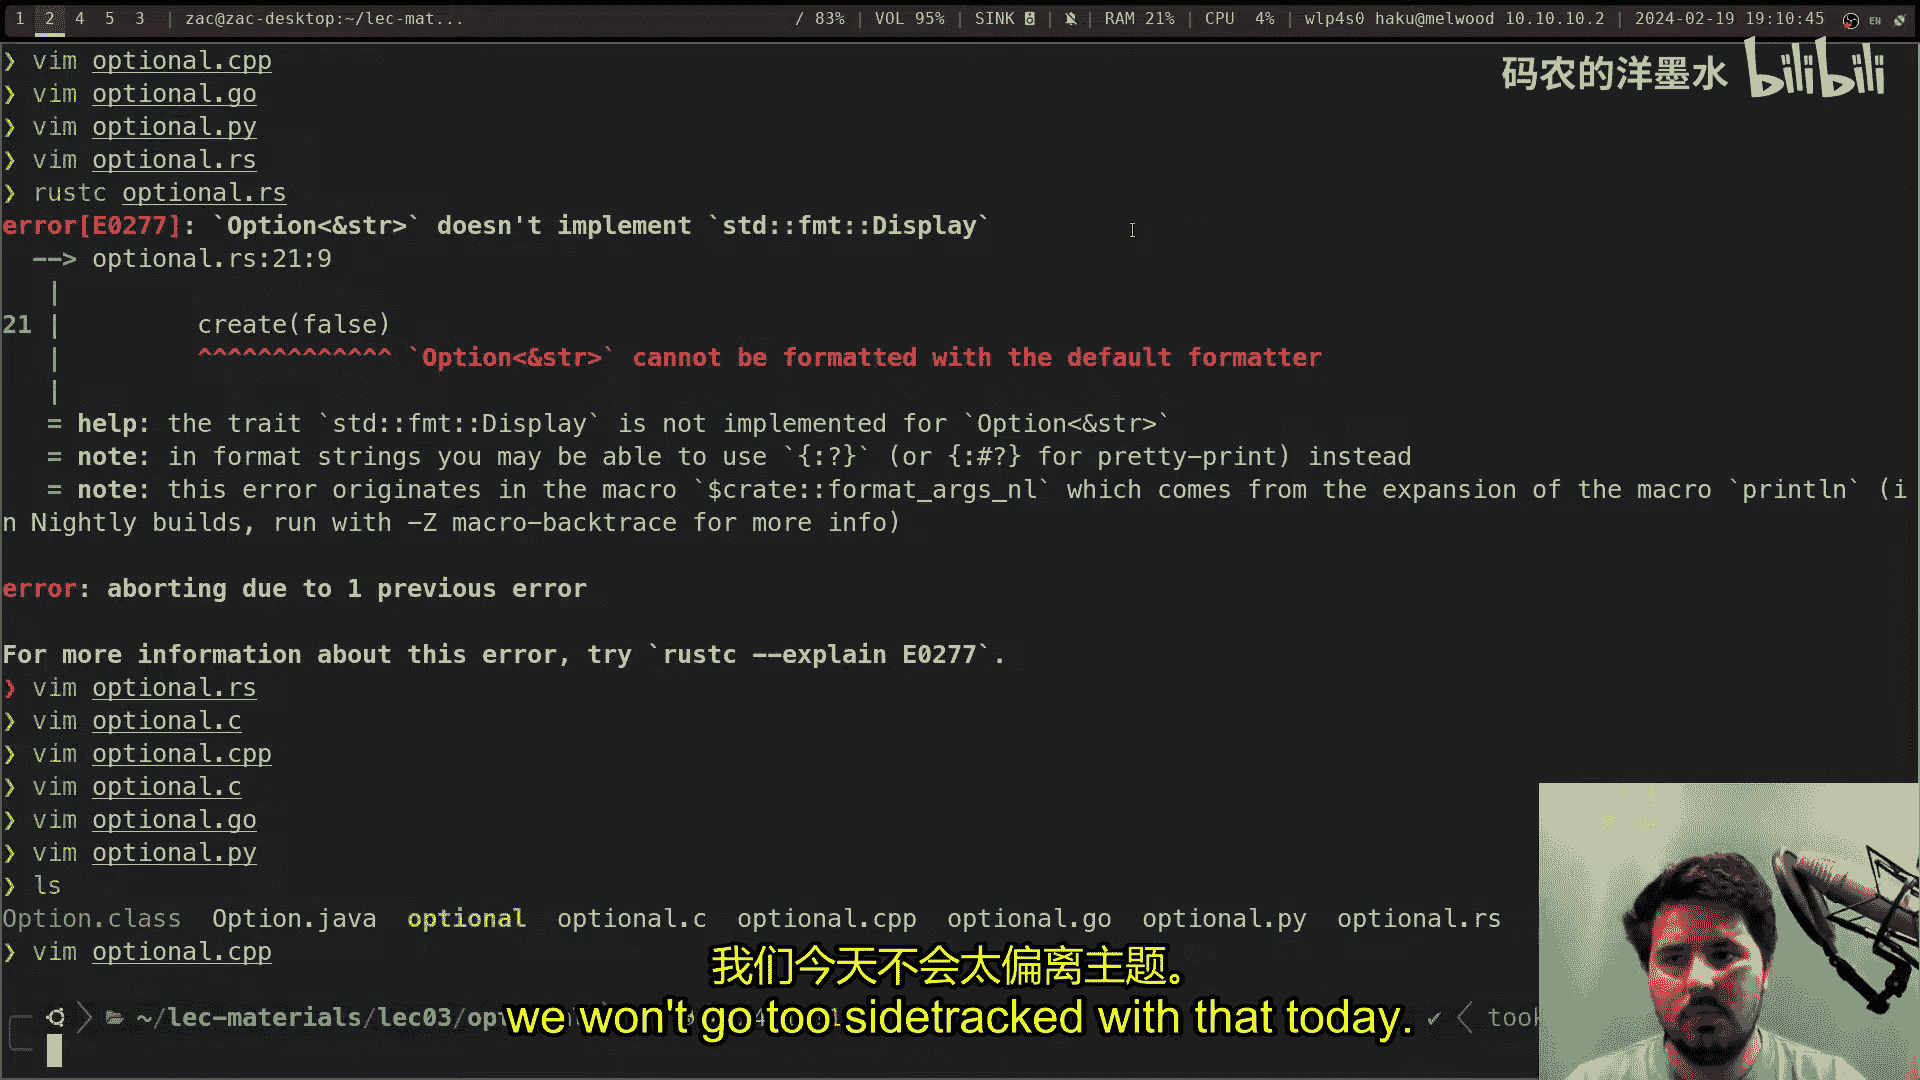 1 2 4 5 3 | zac@zac-desktop:~/lec-mat... / 83% | VOL 95% | SINK | | RAM 21% | CPU 4% | wlp4s0 haku@melwood 10.10.10.2 | 2024-02-19 19:10:45 EN
码农的洋墨水 bilibili
❯ vim optional.cpp
❯ vim optional.go
❯ vim optional.py
❯ vim optional.rs
❯ rustc optional.rs
error[E0277]: `Option<&str>` doesn't implement `std::fmt::Display`
--> optional.rs:21:9
|
21 | create(false)
| ^^^^^^^^^^^^^ `Option<&str>` cannot be formatted with the default formatter
|
= help: the trait `std::fmt::Display` is not implemented for `Option<&str>`
= note: in format strings you may be able to use `{:?}` (or {:#?} for pretty-print) instead
= note: this error originates in the macro `$crate::format_args_nl` which comes from the expansion of the macro `println` (i
n Nightly builds, run with -Z macro-backtrace for more info)
error: aborting due to 1 previous error
For more information about this error, try `rustc --explain E0277`.
❯ vim optional.rs
❯ vim optional.c
❯ vim optional.cpp
❯ vim optional.c
❯ vim optional.go
❯ vim optional.py
❯ ls
Option.class Option.java optional optional.c optional.cpp optional.go optional.py optional.rs
❯ vim optional.cpp
我们今天不会太偏离主题。
~/lec-materials/lec03/op
we won't go too sidetracked with that today.
✔ took